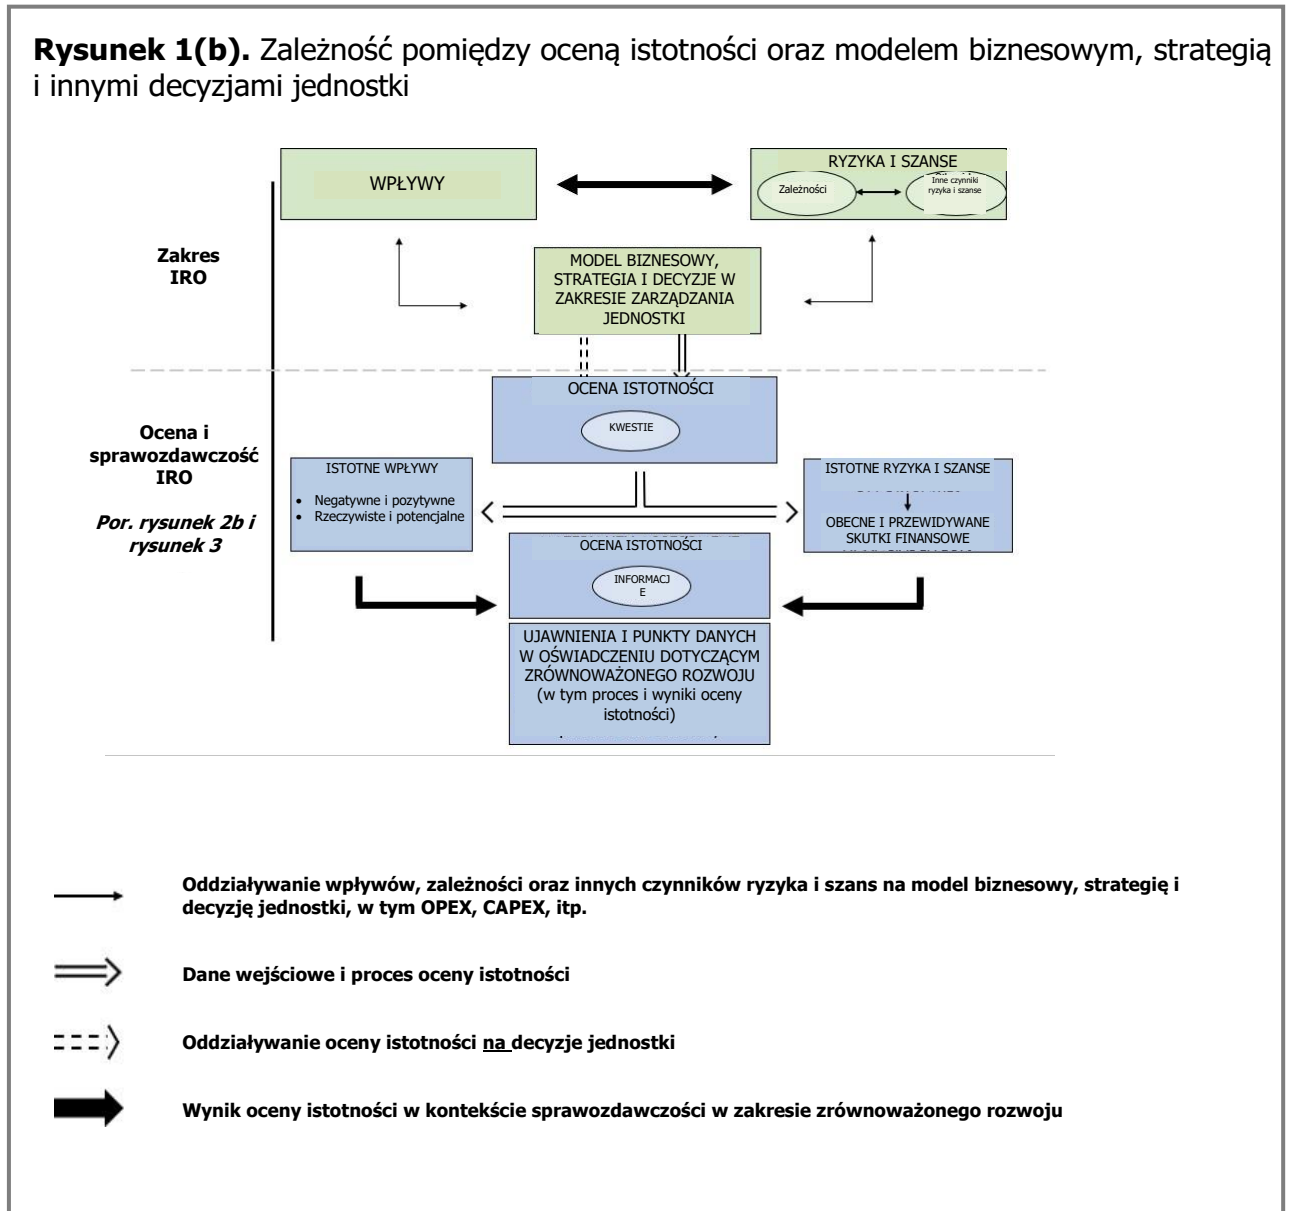 Rysunek 1(b). Zależność pomiędzy oceną istotności oraz modelem biznesowym, strategią
i innymi decyzjami jednostki
WPŁYWY
RYZYKA I SZANSE
Zależności
Inne czynniki
ryzyka i szanse
Zakres
IRO
MODEL BIZNESOWY,
STRATEGIA I DECYZJE W
ZAKRESIE ZARZĄDZANIA
JEDNOSTKI
OCENA ISTOTNOŚCI
KWESTIE
Ocena i
sprawozdawczość
IRO
Por. rysunek 2b i
rysunek 3
ISTOTNE WPŁYWY
• Negatywne i pozytywne
• Rzeczywiste i potencjalne
ISTOTNE RYZYKA I SZANSE
OBECNE I PRZEWIDYWANE
SKUTKI FINANSOWE
OCENA ISTOTNOŚCI
INFORMACJ
E
UJAWNIENIA I PUNKTY DANYCH
W OŚWIADCZENIU DOTYCZĄCYM
ZRÓWNOWAŻONEGO ROZWOJU
(w tym proces i wyniki oceny
istotności)
Oddziaływanie wpływów, zależności oraz innych czynników ryzyka i szans na model biznesowy, strategię i
decyzję jednostki, w tym OPEX, CAPEX, itp.
Dane wejściowe i proces oceny istotności
Oddziaływanie oceny istotności na decyzje jednostki
Wynik oceny istotności w kontekście sprawozdawczości w zakresie zrównoważonego rozwoju